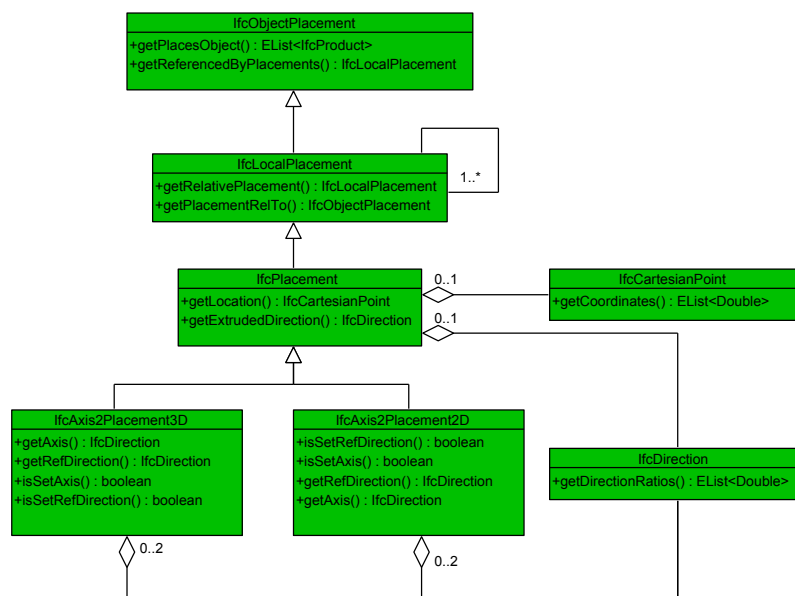 IfcObjectPlacement
+getPlacesObject() : EList<IfcProduct>
+getReferencedByPlacements() : IfcLocalPlacement
IfcLocalPlacement
+getRelativePlacement() : IfcLocalPlacement
+getPlacementRelTo() : IfcObjectPlacement
1..*
IfcPlacement
+getLocation() : IfcCartesianPoint
+getExtrudedDirection() : IfcDirection
0..1
0..1
IfcCartesianPoint
+getCoordinates() : EList<Double>
IfcAxis2Placement3D
+getAxis() : IfcDirection
+getRefDirection() : IfcDirection
+isSetAxis() : boolean
+isSetRefDirection() : boolean
0..2
IfcAxis2Placement2D
+isSetRefDirection() : boolean
+isSetAxis() : boolean
+getRefDirection() : IfcDirection
+getAxis() : IfcDirection
0..2
IfcDirection
+getDirectionRatios() : EList<Double>